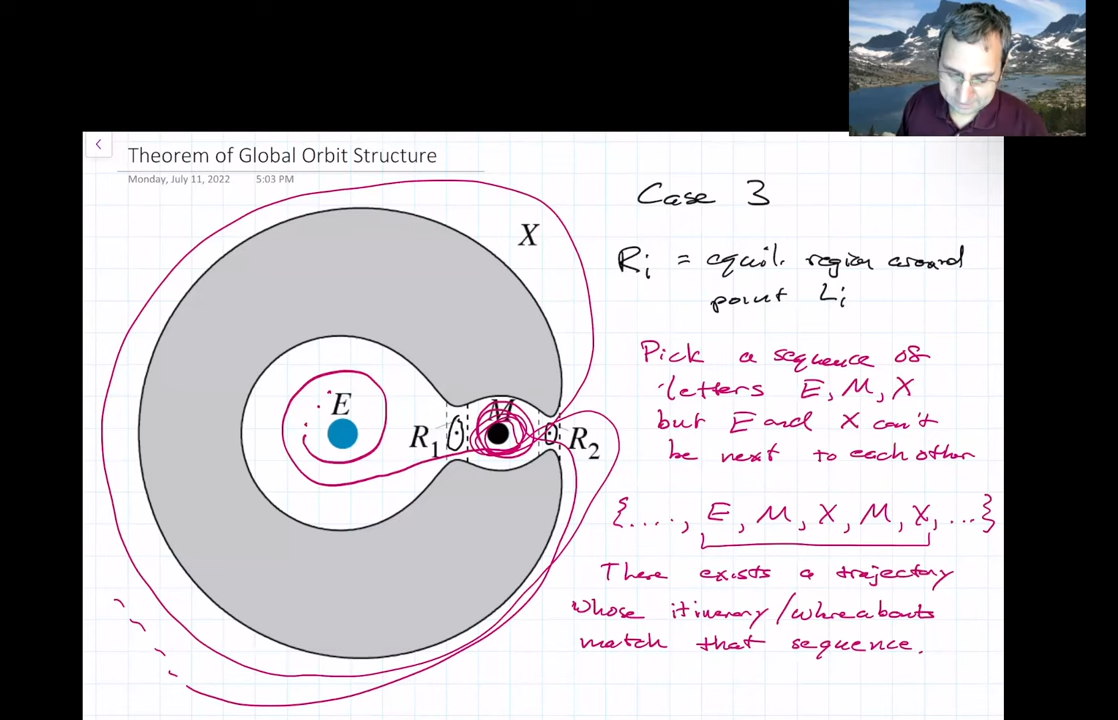 Theorem of Global Orbit Structure
Monday, July 11, 2022 5:03 PM
X
E
M
R1
R2
Case 3
Ri = equil. region around
point Li
Pick a sequence of
letters E, M, X
but E and X can't
be next to each other
{...., E, M, X, M, X, ...}
There exists a trajectory
whose itinerary/whreabouts
match that sequence.